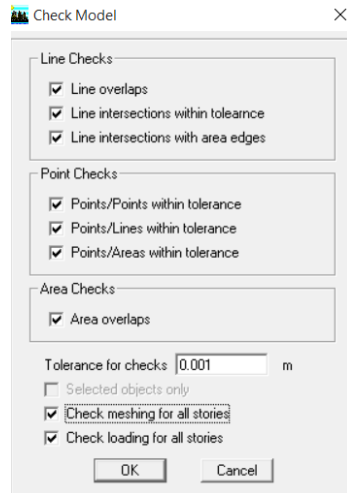 Check Model
Line Checks
Line overlaps
Line intersections within tolearnce
Line intersections with area edges
Point Checks
Points/Points within tolerance
Points/Lines within tolerance
Points/Areas within tolerance
Area Checks
Area overlaps
Tolerance for checks 0.001 m
Selected objects only
Check meshing for all stories
Check loading for all stories
OK Cancel